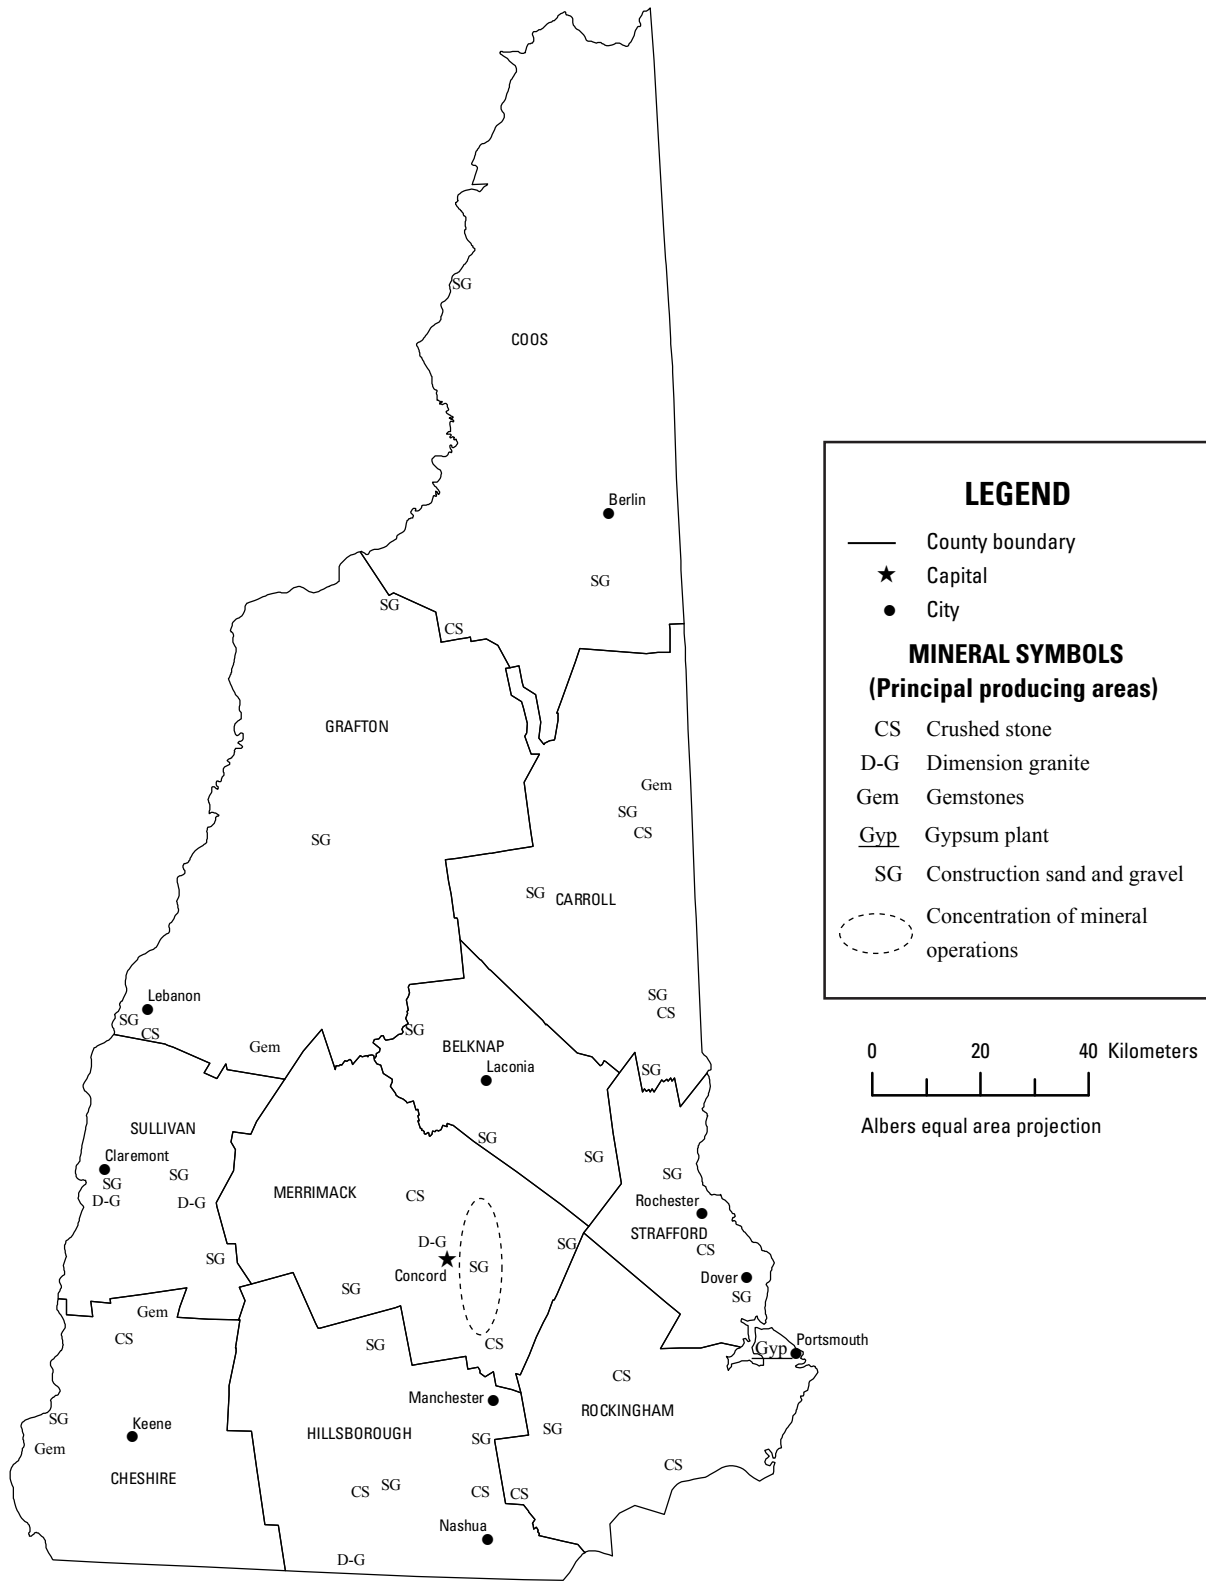 SG
COOS
Berlin
SG
SG
CS
GRAFTON
Gem
SG
CS
SG
SG
CARROLL
Lebanon
SG
CS
Gem
SG
CS
SG
BELKNAP
Laconia
SG
SG
SG
SULLIVAN
Claremont
SG
D-G
SG
D-G
SG
MERRIMACK
CS
D-G
Concord
SG
SG
SG
CS
SG
Rochester
STRAFFORD
CS
Dover
SG
Gem
CS
SG
Keene
Gem
CHESHIRE
SG
Manchester
HILLSBOROUGH
SG
CS
SG
CS
Nashua
D-G
Gyp
Portsmouth
CS
ROCKINGHAM
SG
CS
CS
LEGEND
County boundary
Capital
City
MINERAL SYMBOLS
(Principal producing areas)
CS Crushed stone
D-G Dimension granite
Gem Gemstones
Gyp Gypsum plant
SG Construction sand and gravel
Concentration of mineral
operations
0 20 40 Kilometers
Albers equal area projection